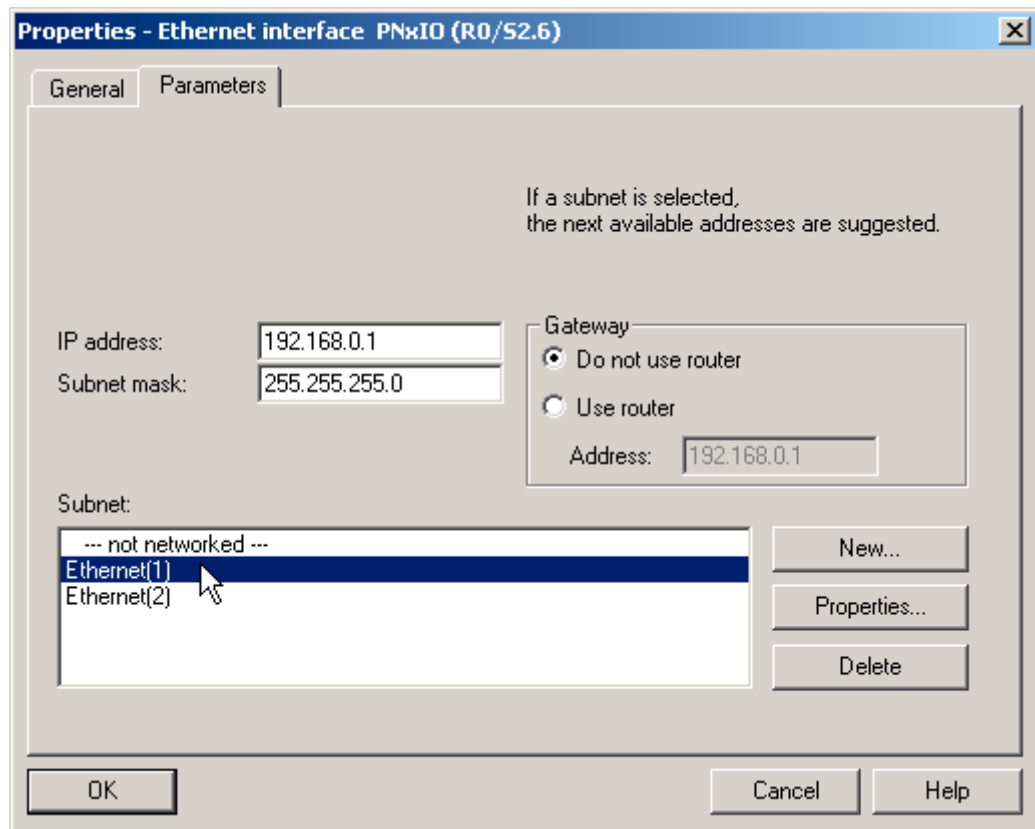 Properties - Ethernet interface PNxIO (R0/S2.6)
General Parameters
If a subnet is selected,
the next available addresses are suggested.
IP address: 192.168.0.1
Subnet mask: 255.255.255.0
Gateway
Do not use router
Use router
Address: 192.168.0.1
Subnet:
--- not networked ---
Ethernet(1)
Ethernet(2)
New...
Properties...
Delete
OK Cancel Help